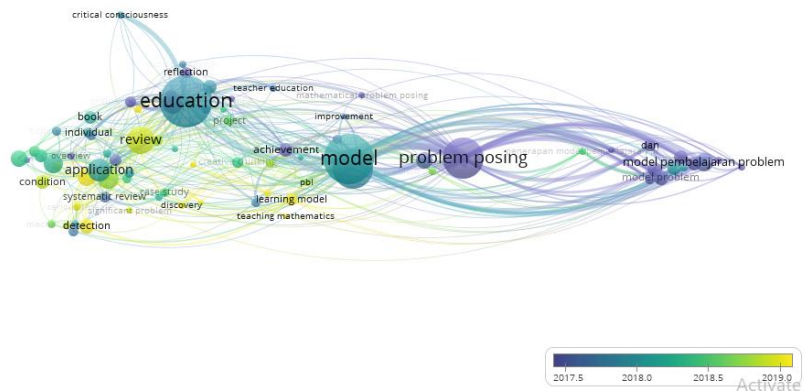 critical consciousness
reflection
education
teacher education
mathematical problem posing
book
project
improvement
individual
review
achievement
model
problem posing
dan
overview
model pembelajaran problem
application
condition
pbl
model problem
systematic review
case study
learning model
significant problem
discovery
teaching mathematics
detection
2017.5
2018.0
2018.5
2019.0
Activate